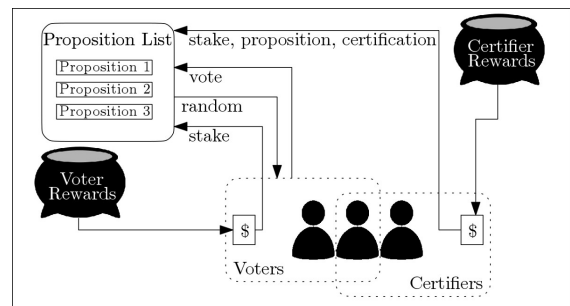 Proposition List
Proposition 1
Proposition 2
Proposition 3
stake, proposition, certification
vote
random
stake
Certifier
Rewards
Voter
Rewards
$
$
Voters
Certifiers